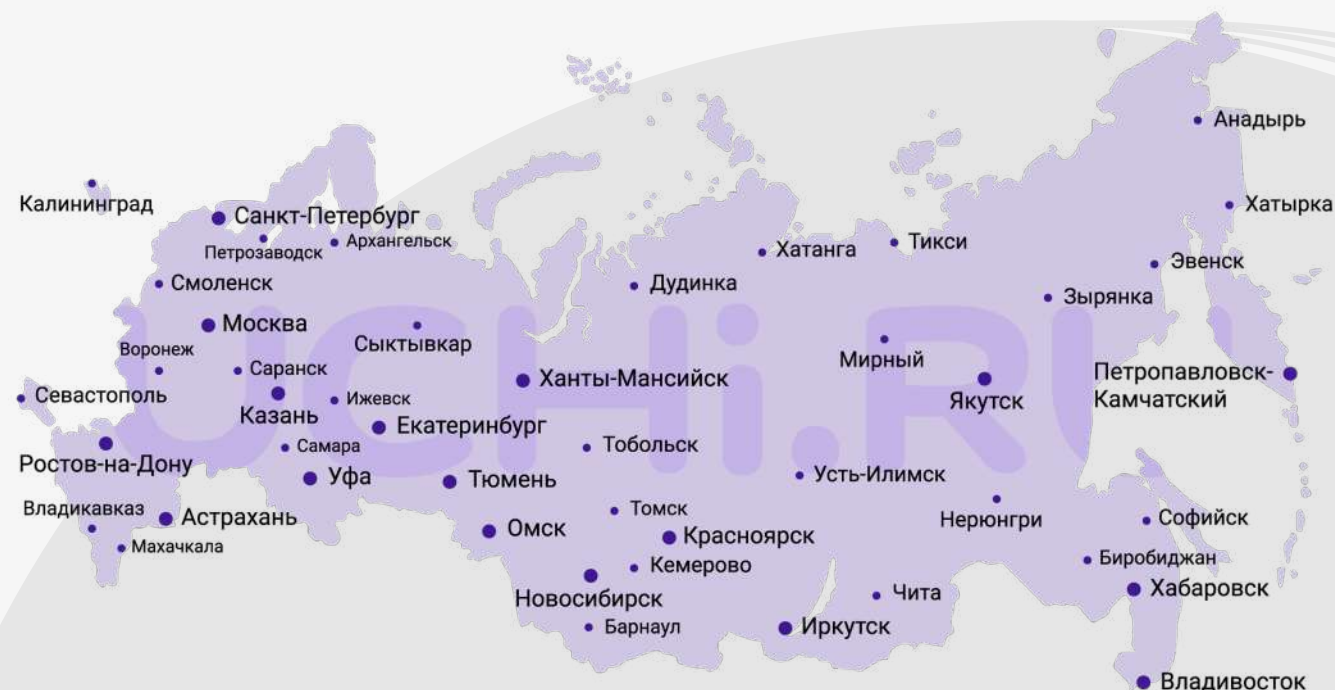 Анадырь
Калининград
Хатырка
Санкт-Петербург
Петрозаводск
Архангельск
Хатанга
Тикси
Эвенск
Смоленск
Дудинка
Зырянка
Москва
Сыктывкар
Воронеж
Мирный
Саранск
UCHi.RU
Севастополь
Казань
Ижевск
Ханты-Мансийск
Якутск
Петропавловск-
Камчатский
Екатеринбург
Самара
Тобольск
Ростов-на-Дону
Уфа
Тюмень
Усть-Илимск
Владикавказ
Астрахань
Томск
Нерюнгри
Софийск
Махачкала
Омск
Красноярск
Биробиджан
Кемерово
Новосибирск
Чита
Хабаровск
Барнаул
Иркутск
Владивосток